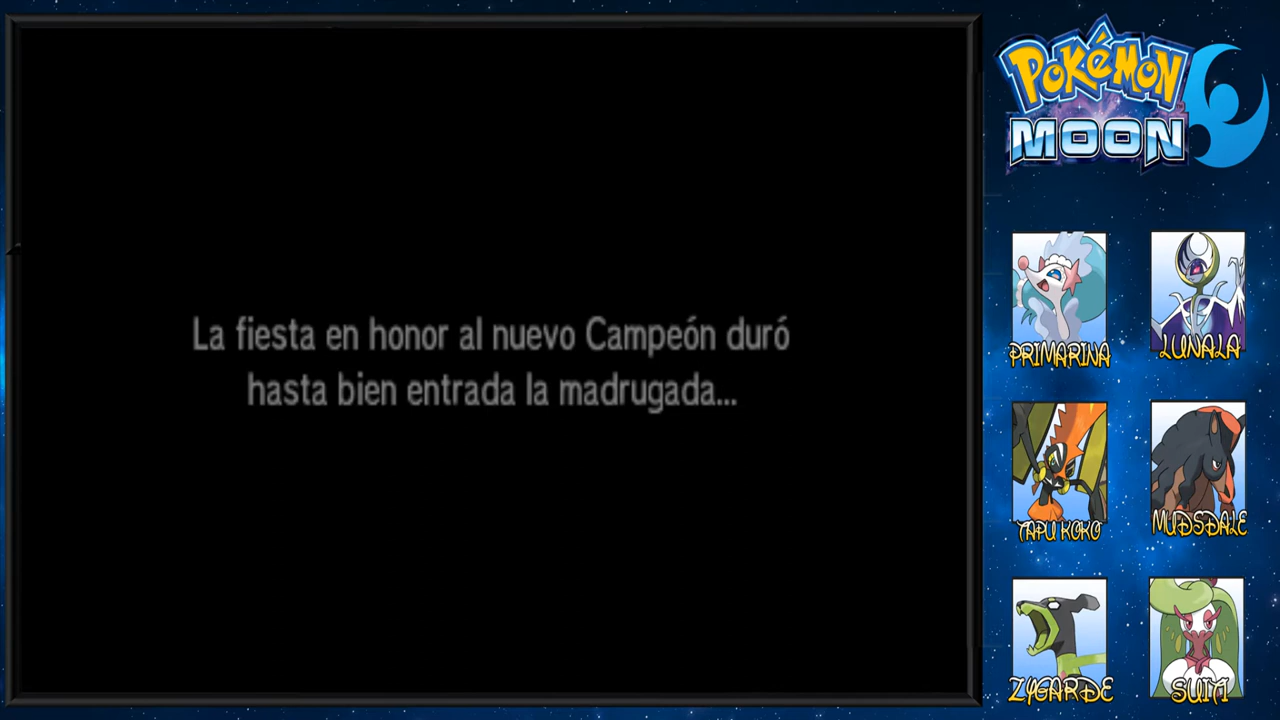 La fiesta en honor al nuevo Campeón duró
hasta bien entrada la madrugada...
POKéMON
MOON
PRIMARINA
LUNALA
TAPU KOKO
MUDSDALE
ZYGARDE
SUITI